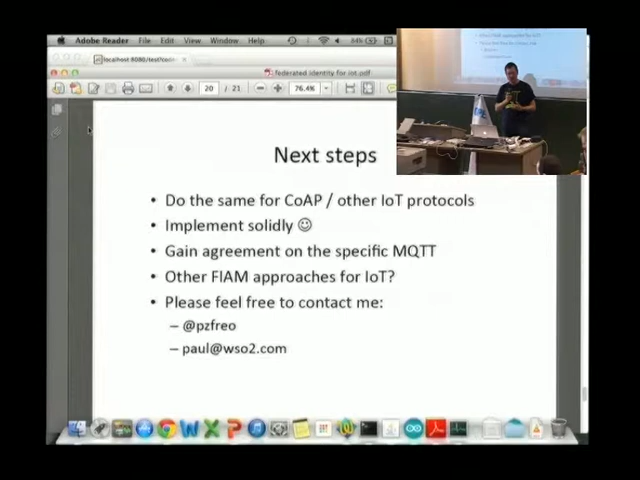 Adobe Reader File Edit View Window Help
localhost:8080/test?code=
federated identity for iot.pdf
20 / 21 76.4%
Next steps
• Do the same for CoAP / other IoT protocols
• Implement solidly ☺
• Gain agreement on the specific MQTT
• Other FIAM approaches for IoT?
• Please feel free to contact me:
– @pzfreo
– paul@wso2.com